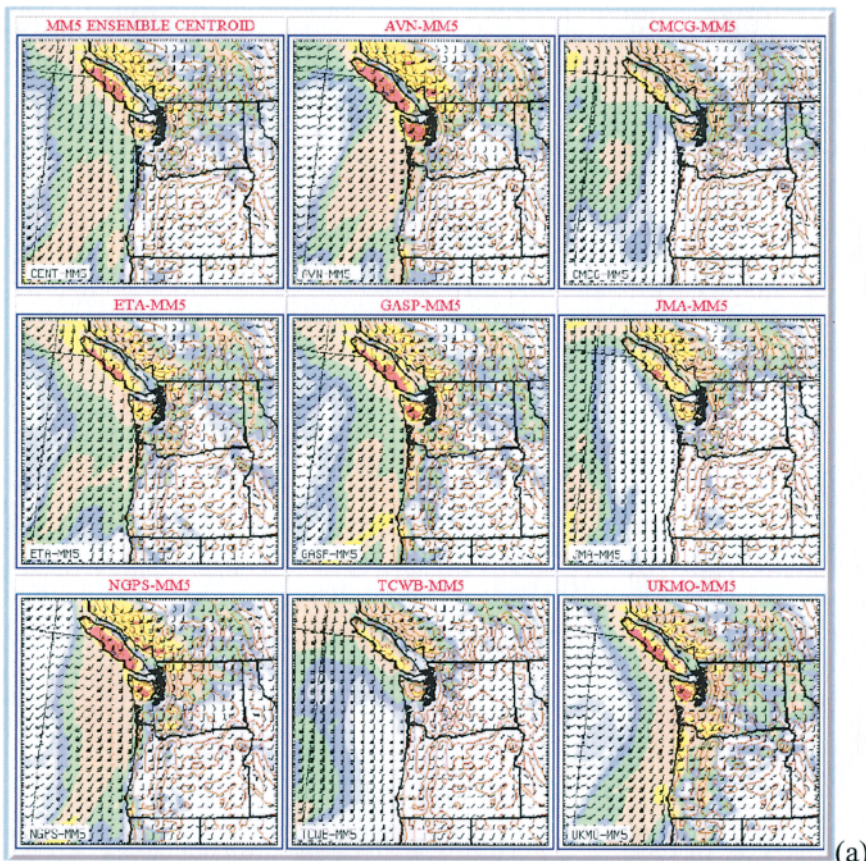 MM5 ENSEMBLE CENTROID AVN-MM5 CMCG-MM5
CENT-MM5 AVN-MM5 CMCG-MM5
ETA-MM5 GASP-MM5 JMA-MM5
ETA-MM5 GASP-MM5 JMA-MM5
NGPS-MM5 TCWB-MM5 UKMO-MM5
NGPS-MM5 TCWB-MM5 UKMO-MM5
(a)